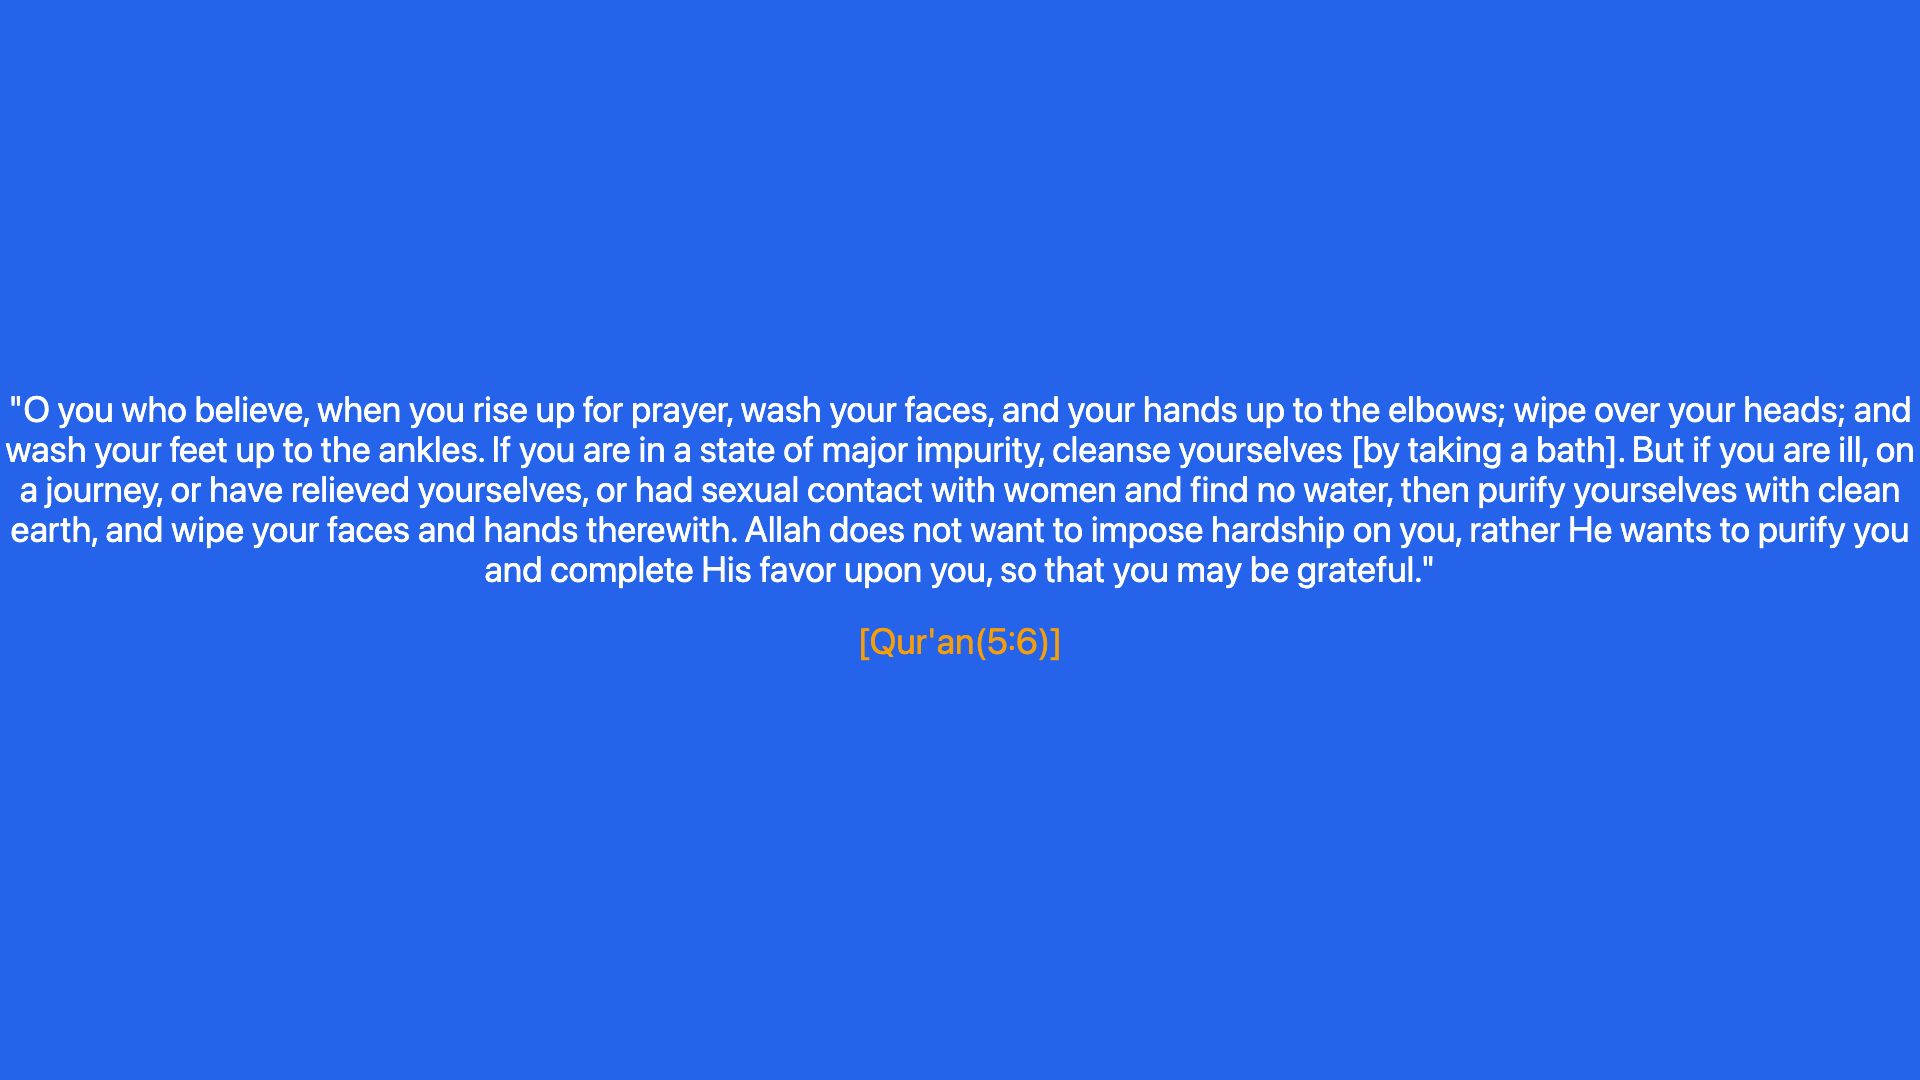 "O you who believe, when you rise up for prayer, wash your faces, and your hands up to the elbows; wipe over your heads; and
wash your feet up to the ankles. If you are in a state of major impurity, cleanse yourselves [by taking a bath]. But if you are ill, on
a journey, or have relieved yourselves, or had sexual contact with women and find no water, then purify yourselves with clean
earth, and wipe your faces and hands therewith. Allah does not want to impose hardship on you, rather He wants to purify you
and complete His favor upon you, so that you may be grateful."
[Qur'an(5:6)]